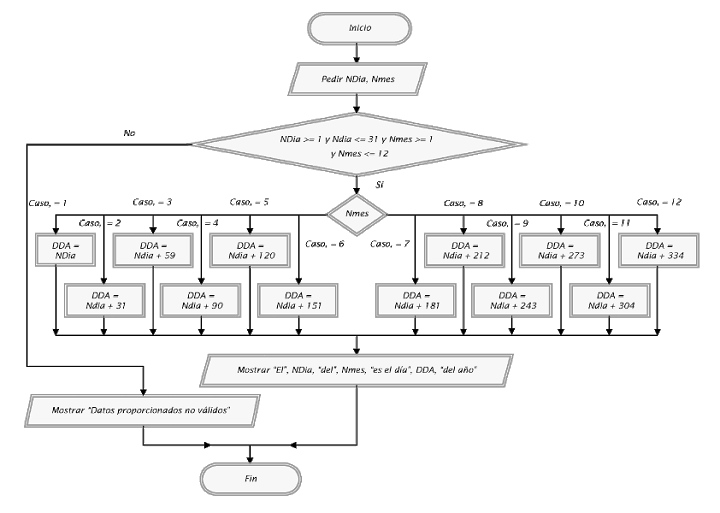 Inicio
Pedir NDia, Nmes
NDia >= 1 y Ndia <= 31 y Nmes >= 1
y Nmes <= 12
No
Si
Nmes
Caso, = 1
Caso, = 2
Caso, = 3
Caso, = 4
Caso, = 5
Caso, = 6
Caso, = 7
Caso, = 8
Caso, = 9
Caso, = 10
Caso, = 11
Caso, = 12
DDA =
NDia
DDA =
Ndia + 59
DDA =
Ndia + 120
DDA =
Ndia + 212
DDA =
Ndia + 273
DDA =
Ndia + 334
DDA =
Ndia + 31
DDA =
Ndia + 90
DDA =
Ndia + 151
DDA =
Ndia + 181
DDA =
Ndia + 243
DDA =
Ndia + 304
Mostrar "El", NDia, "del", Nmes, "es el día", DDA, "del año"
Mostrar "Datos proporcionados no válidos"
Fin